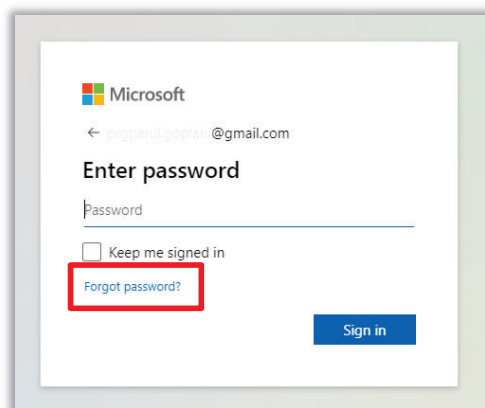 Microsoft
← @gmail.com
Enter password
Password
Keep me signed in
Forgot password?
Sign in